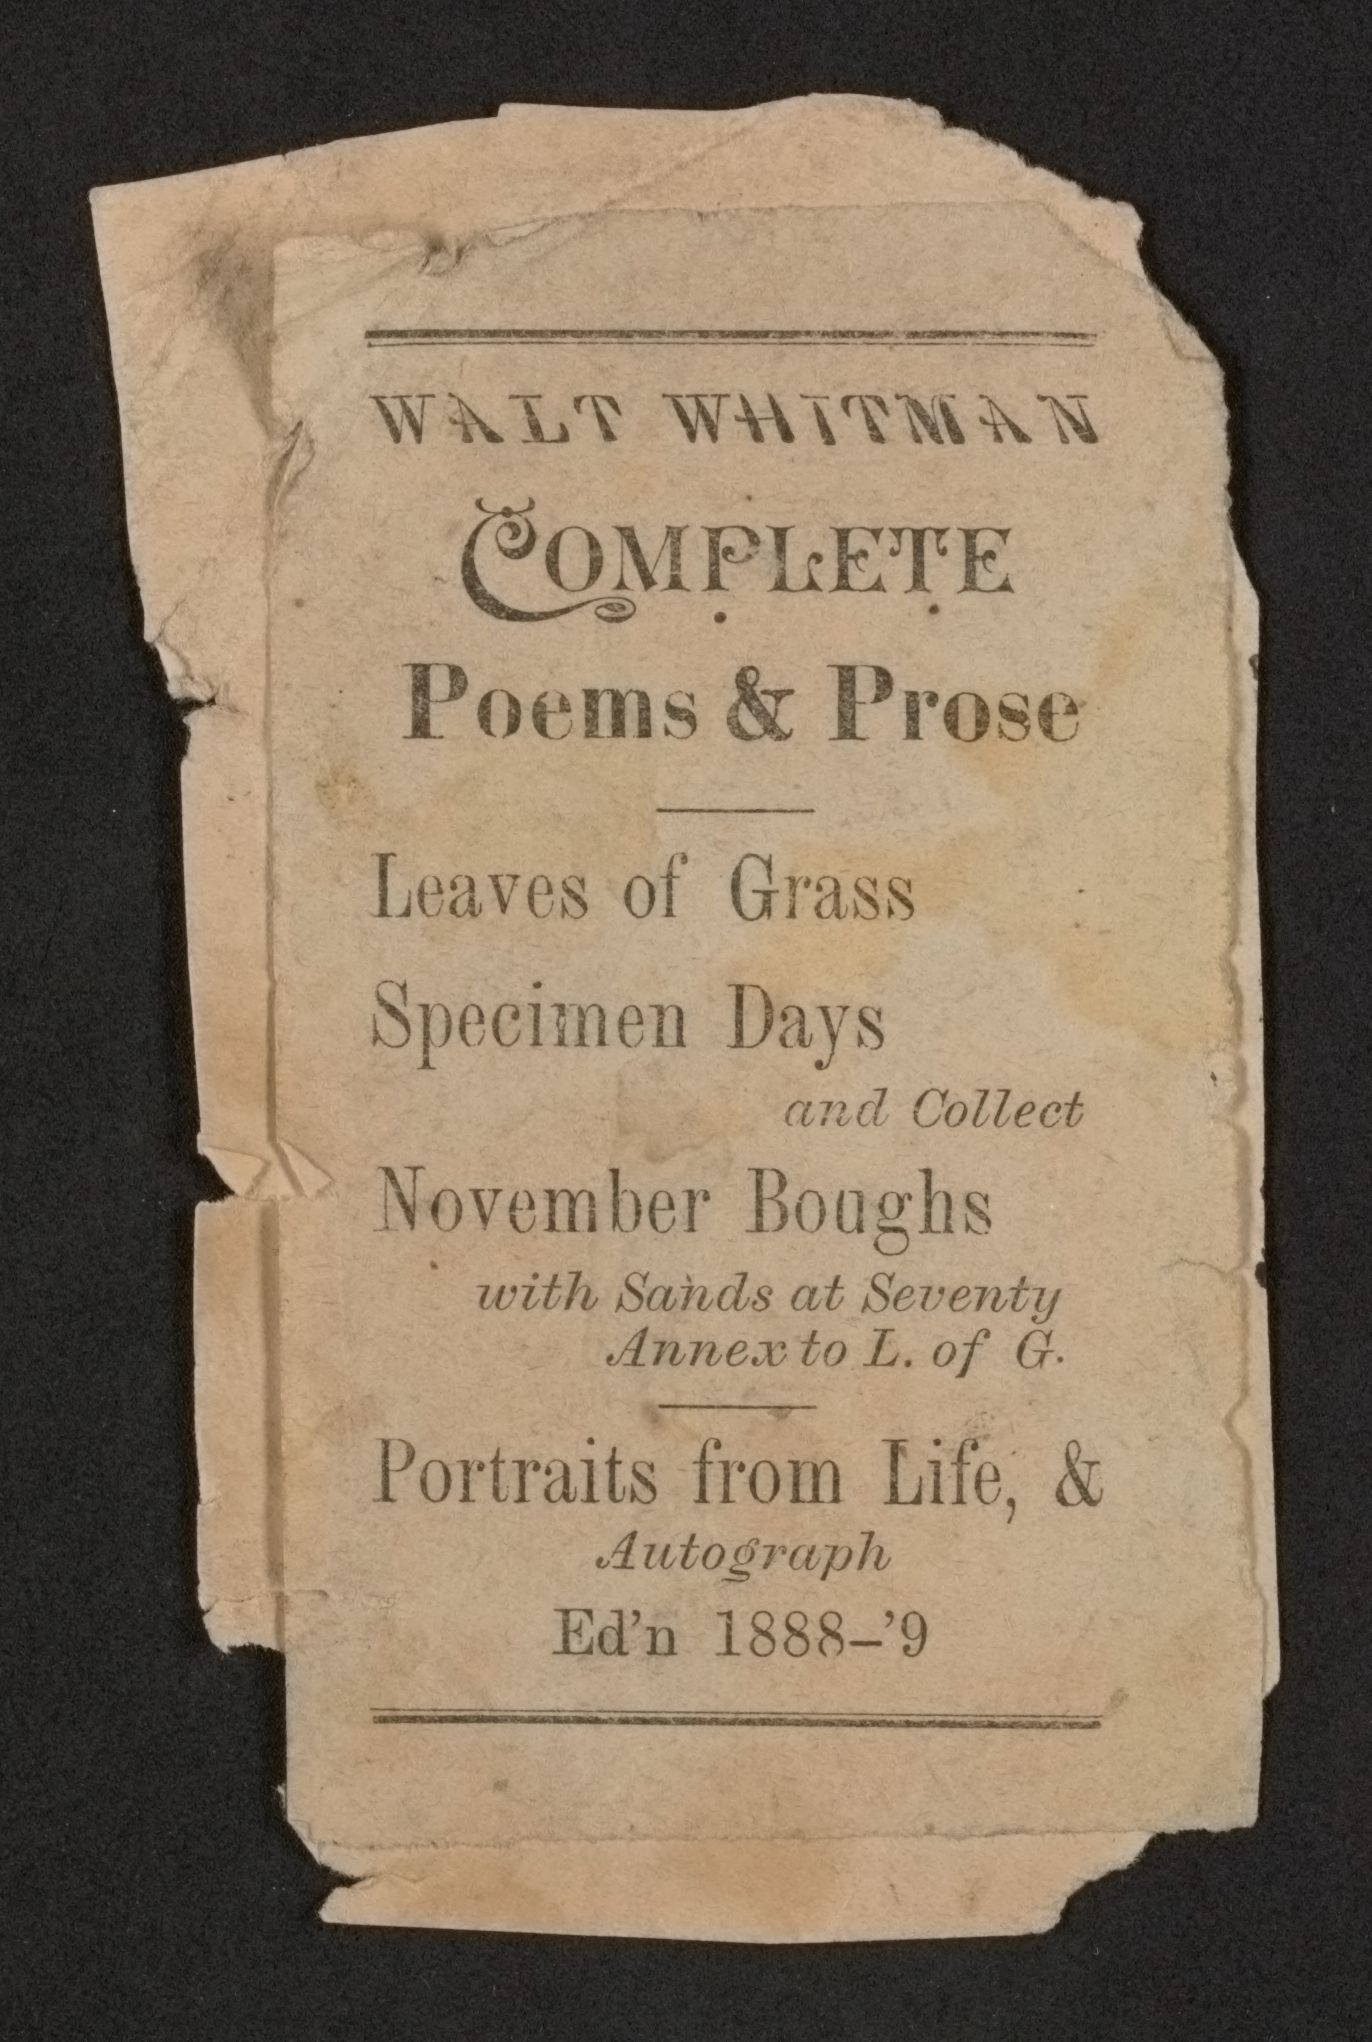 WALT WHITMAN
COMPLETE
Poems & Prose
Leaves of Grass
Specimen Days
and Collect
November Boughs
with Sands at Seventy
Annex to L. of G.
Portraits from Life, &
Autograph
Ed'n 1888–'9